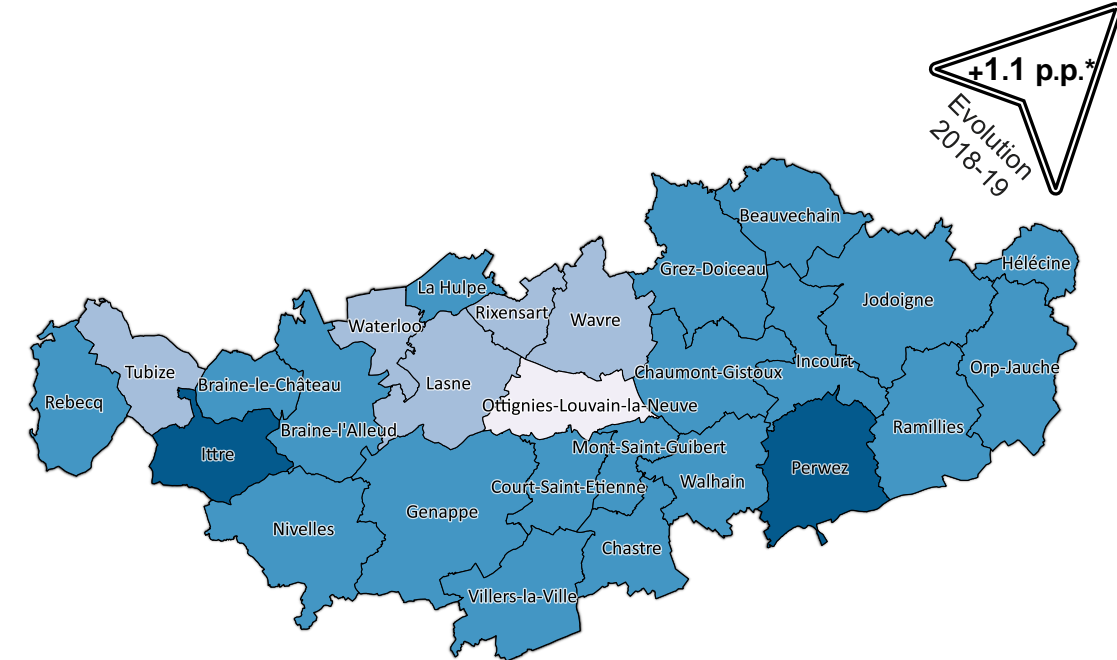 +1.1 p.p.*
Evolution
2018-19
Beauvechain
Hélécine
Grez-Doiceau
La Hulpe
Jodoigne
Rixensart
Wavre
Waterloo
Incourt
Orp-Jauche
Tubize
Chaumont-Gistoux
Braine-le-Château
Lasne
Rebecq
Ottignies-Louvain-la-Neuve
Ramillies
Braine-l'Alleud
Mont-Saint-Guibert
Ittre
Perwez
Walhain
Court-Saint-Etienne
Genappe
Nivelles
Chastre
Villers-la-Ville